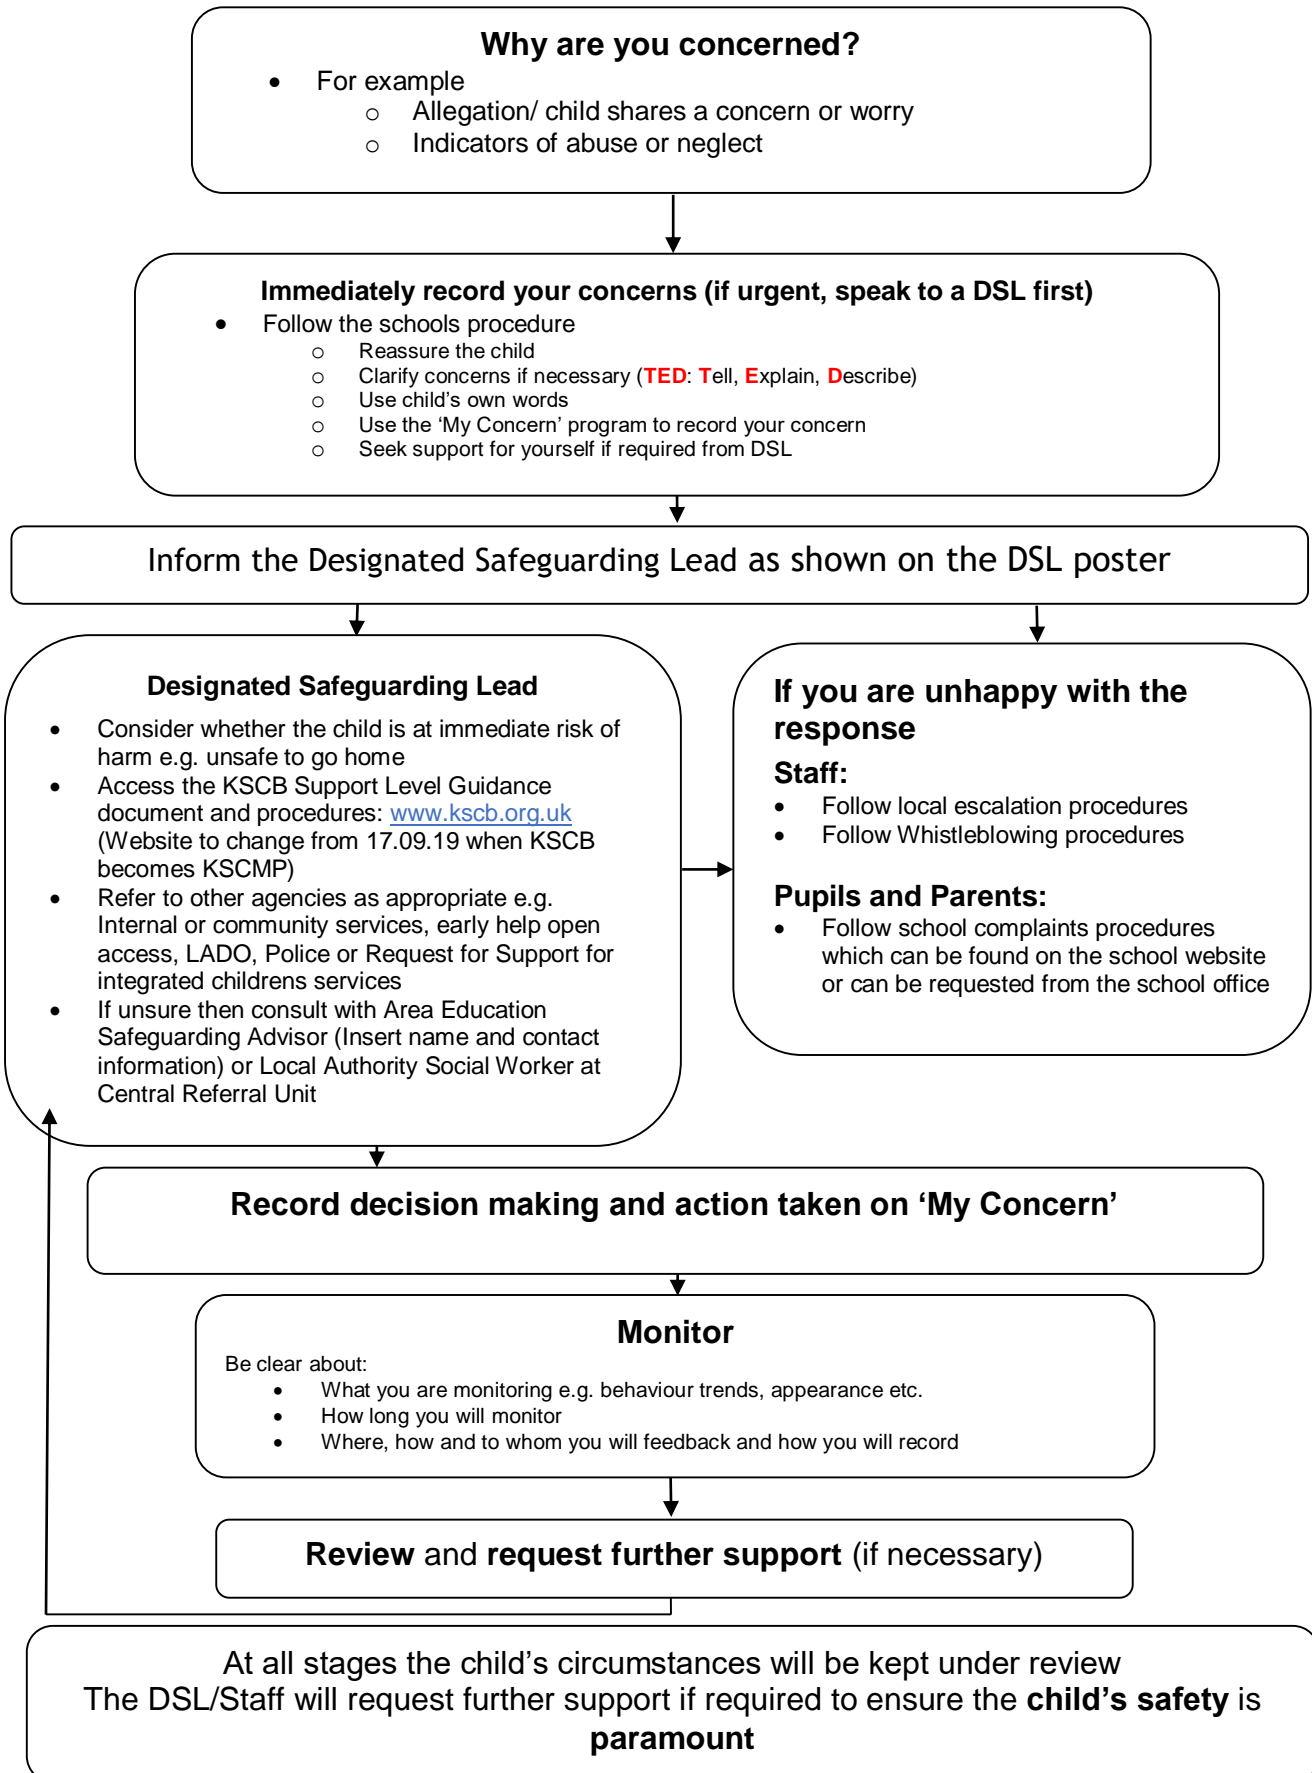 Why are you concerned?
• For example
o Allegation/ child shares a concern or worry
o Indicators of abuse or neglect
Immediately record your concerns (if urgent, speak to a DSL first)
• Follow the schools procedure
o Reassure the child
o Clarify concerns if necessary (TED: Tell, Explain, Describe)
o Use child’s own words
o Use the ‘My Concern’ program to record your concern
o Seek support for yourself if required from DSL
Inform the Designated Safeguarding Lead as shown on the DSL poster
Designated Safeguarding Lead
• Consider whether the child is at immediate risk of
harm e.g. unsafe to go home
• Access the KSCB Support Level Guidance
document and procedures: www.kscb.org.uk
(Website to change from 17.09.19 when KSCB
becomes KSCMP)
• Refer to other agencies as appropriate e.g.
Internal or community services, early help open
access, LADO, Police or Request for Support for
integrated childrens services
• If unsure then consult with Area Education
Safeguarding Advisor (Insert name and contact
information) or Local Authority Social Worker at
Central Referral Unit
If you are unhappy with the
response
Staff:
• Follow local escalation procedures
• Follow Whistleblowing procedures
Pupils and Parents:
• Follow school complaints procedures
which can be found on the school website
or can be requested from the school office
Record decision making and action taken on ‘My Concern’
Monitor
Be clear about:
• What you are monitoring e.g. behaviour trends, appearance etc.
• How long you will monitor
• Where, how and to whom you will feedback and how you will record
Review and request further support (if necessary)
At all stages the child’s circumstances will be kept under review
The DSL/Staff will request further support if required to ensure the child’s safety is
paramount